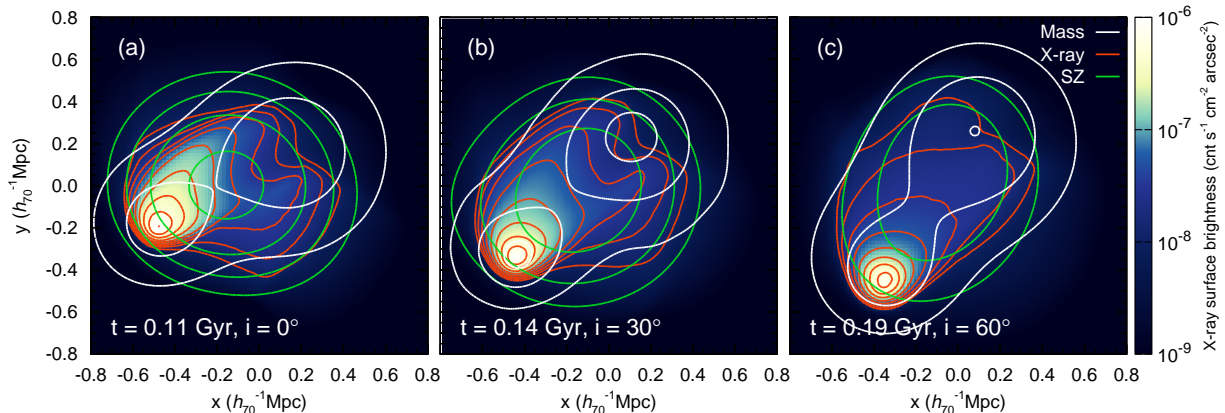 (a)
(b)
(c)
Mass
X-ray
SZ
t = 0.11 Gyr, i = 0°
t = 0.14 Gyr, i = 30°
t = 0.19 Gyr, i = 60°
0.8
0.6
0.4
0.2
0.0
-0.2
-0.4
-0.6
-0.8
y (h₇₀⁻¹Mpc)
-0.8 -0.6 -0.4 -0.2 0.0 0.2 0.4 0.6 0.8
-0.8 -0.6 -0.4 -0.2 0.0 0.2 0.4 0.6 0.8
-0.8 -0.6 -0.4 -0.2 0.0 0.2 0.4 0.6 0.8
x (h₇₀⁻¹Mpc)
x (h₇₀⁻¹Mpc)
x (h₇₀⁻¹Mpc)
10⁻⁶
10⁻⁷
10⁻⁸
10⁻⁹
X-ray surface brightness (cnt s⁻¹ cm⁻² arcsec⁻²)